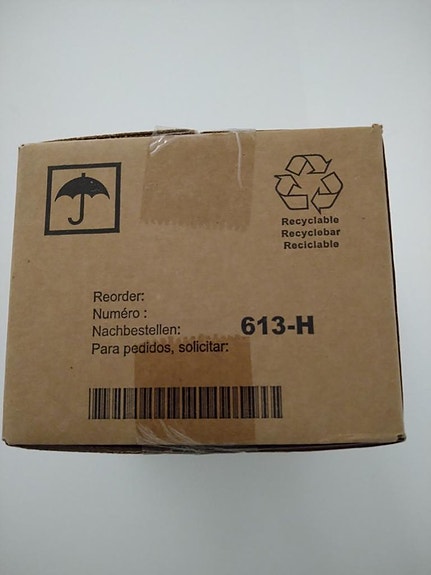 Recyclable
Recyclebar
Reciclable
Reorder:
Numéro :
Nachbestellen:
Para pedidos, solicitar:
613-H